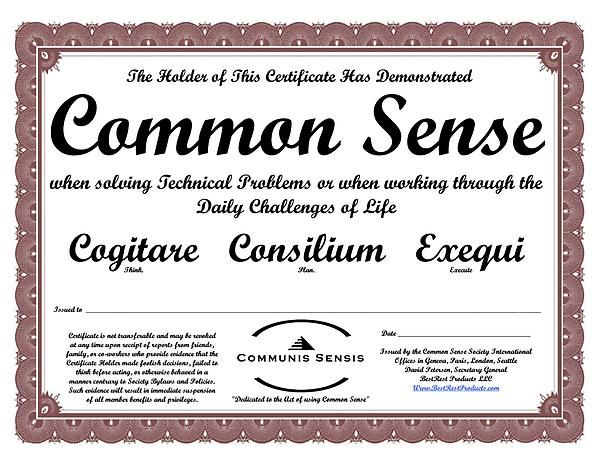 The Holder of This Certificate Has Demonstrated
Common Sense
when solving Technical Problems or when working through the
Daily Challenges of Life
Cogitare Consilium Exequi
Think. Plan. Execute
Issued to
Date
Certificate is not transferable and may be revoked
at any time upon receipt of reports from friends,
family, or co-workers who provide evidence that the
Certificate Holder made foolish decisions, failed to
think before acting, or otherwise behaved in a
manner contrary to Society Bylaws and Policies.
Such evidence will result in immediate suspension
of all member benefits and privileges.
COMMUNIS SENSIS
"Dedicated to the Act of using Common Sense"
Issued by the Common Sense Society International
Offices in Geneva, Paris, London, Seattle
David Petersen, Secretary General
BestRest Products LLC
Www.BestRestProducts.com